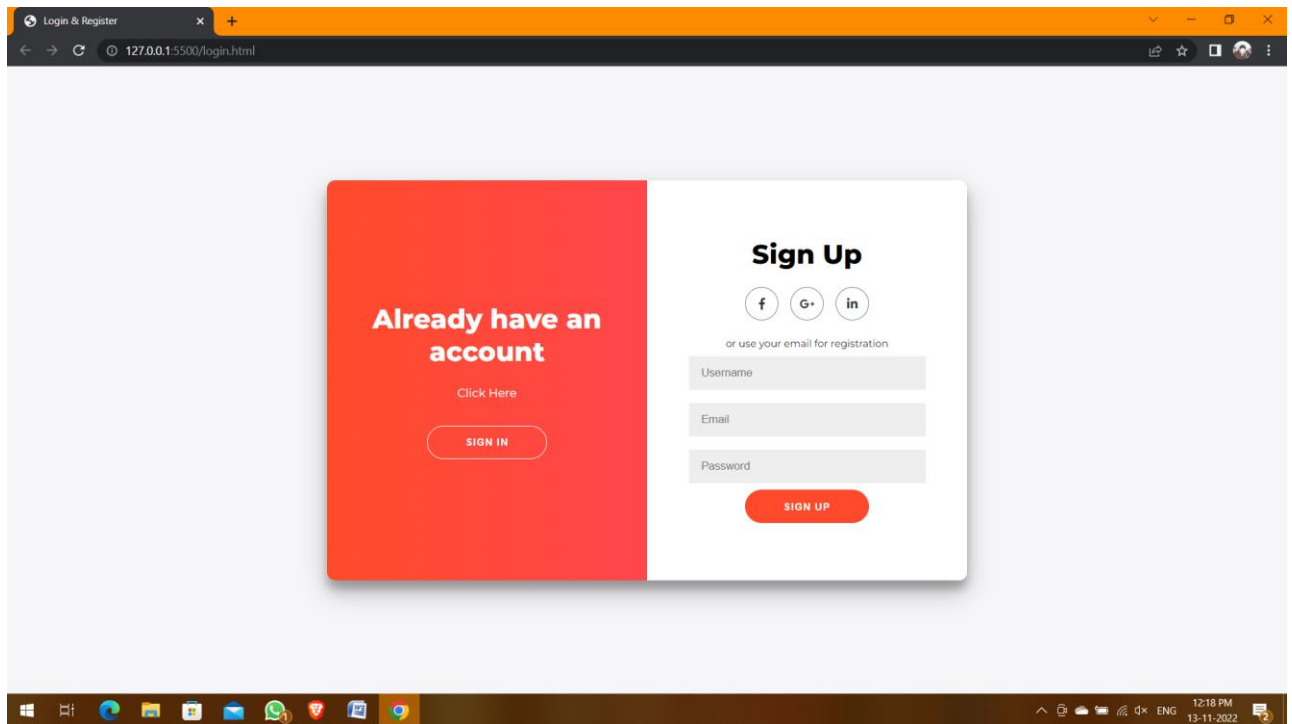 Login & Register
127.0.0.1:5500/login.html
Already have an
account
Click Here
SIGN IN
Sign Up
f
G+
in
or use your email for registration
Username
Email
Password
SIGN UP
ENG
12:18 PM
13-11-2022
1
2